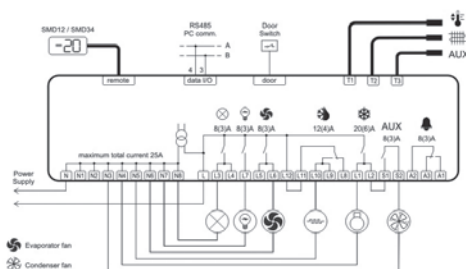 SMD12 / SMD34
RS485
PC comm.
Door
Switch
-20
A
B
4 3
AUX
remote
data I/O
door
T1
T2
T3
8(3)A 8(3)A 8(3)A
12(4)A
20(6)A
AUX
8(3)A
8(3)A
maximum total current 25A
Power
Supply
N N1 N2 N3 N4 N5 N6 N7 N8 L L3 L4 L7 L5 L6 L12 L11 L10 L9 L8 L1 L2 S1 S2 A2 A3 A1
Evaporator fan
Condenser fan